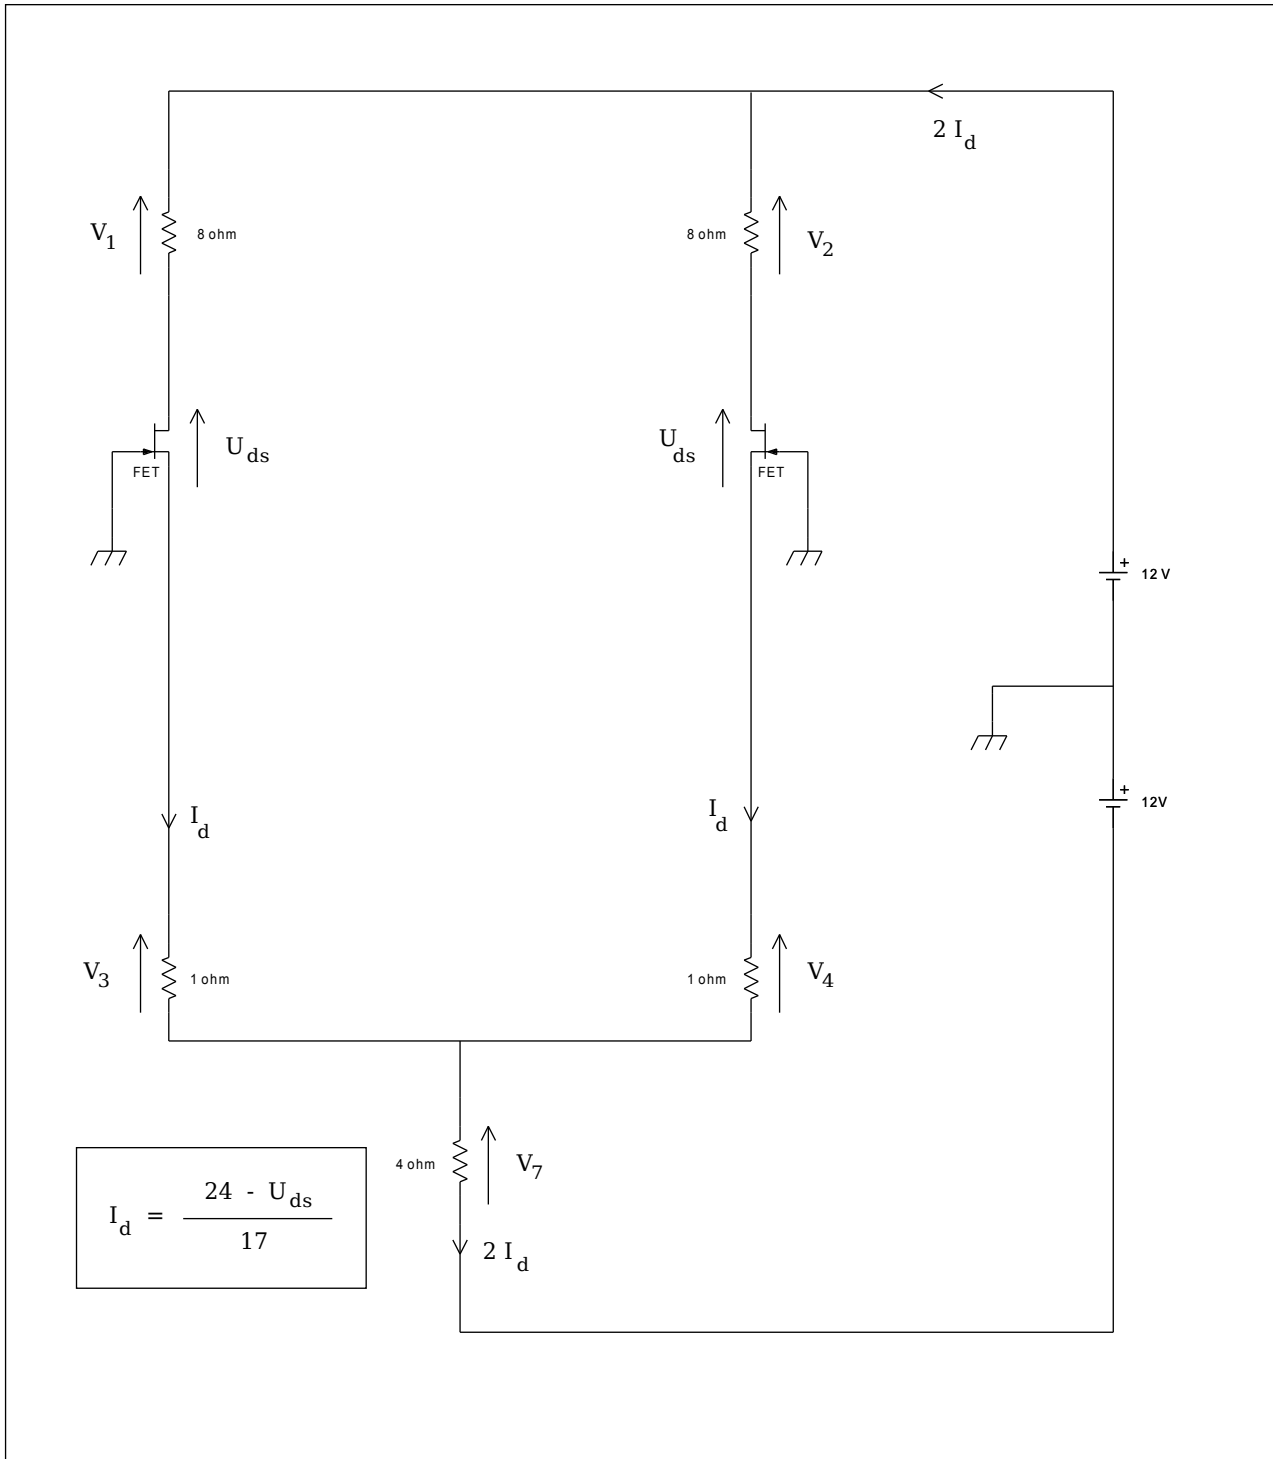 2 I_d
V_1
8 ohm
8 ohm
V_2
U_ds
U_ds
FET
FET
+
12 V
+
12V
I_d
I_d
V_3
1 ohm
1 ohm
V_4
4 ohm
V_7
I_d = (24 - U_ds) / 17
2 I_d